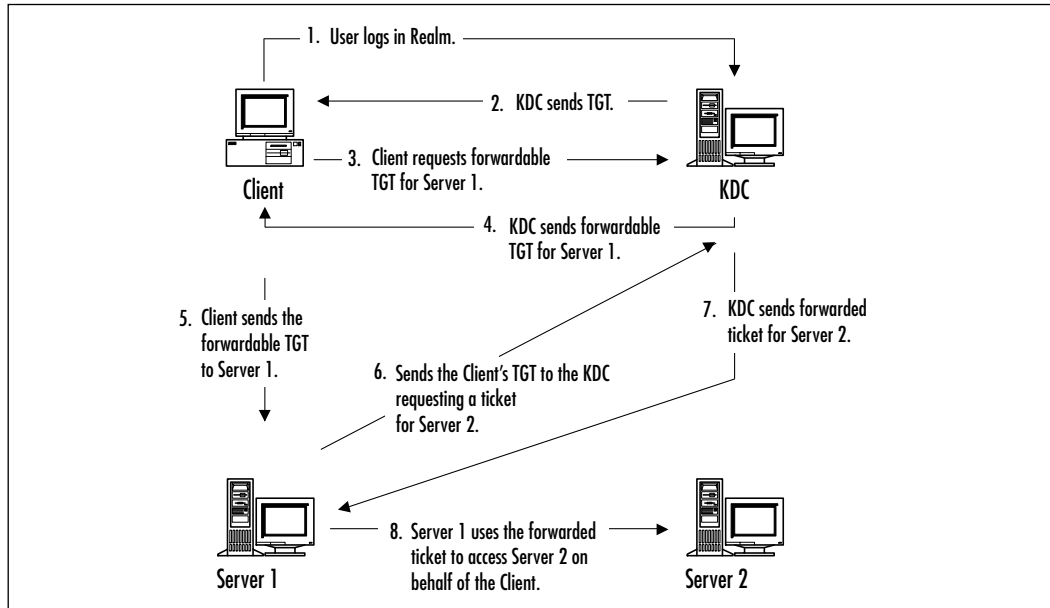 1. User logs in Realm.
2. KDC sends TGT.
3. Client requests forwardable
TGT for Server 1.
Client
KDC
4. KDC sends forwardable
TGT for Server 1.
5. Client sends the
forwardable TGT
to Server 1.
7. KDC sends forwarded
ticket for Server 2.
6. Sends the Client’s TGT to the KDC
requesting a ticket
for Server 2.
8. Server 1 uses the forwarded
ticket to access Server 2 on
behalf of the Client.
Server 1
Server 2